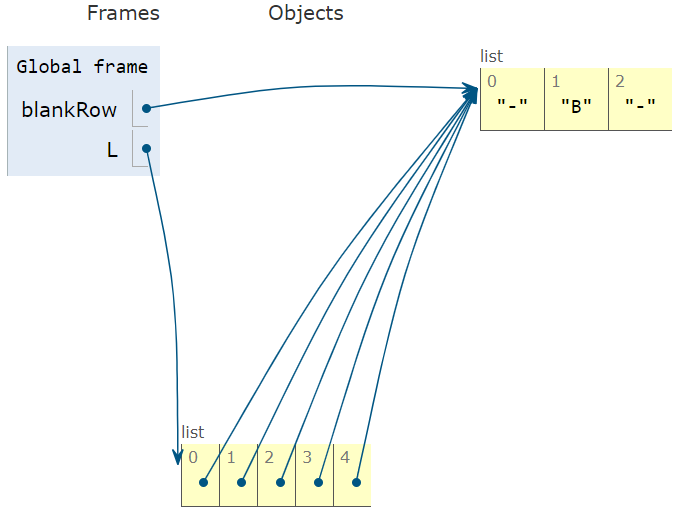 Frames Objects
Global frame
blankRow
L
list
0 1 2
"-" "B" "-"
list
0 1 2 3 4